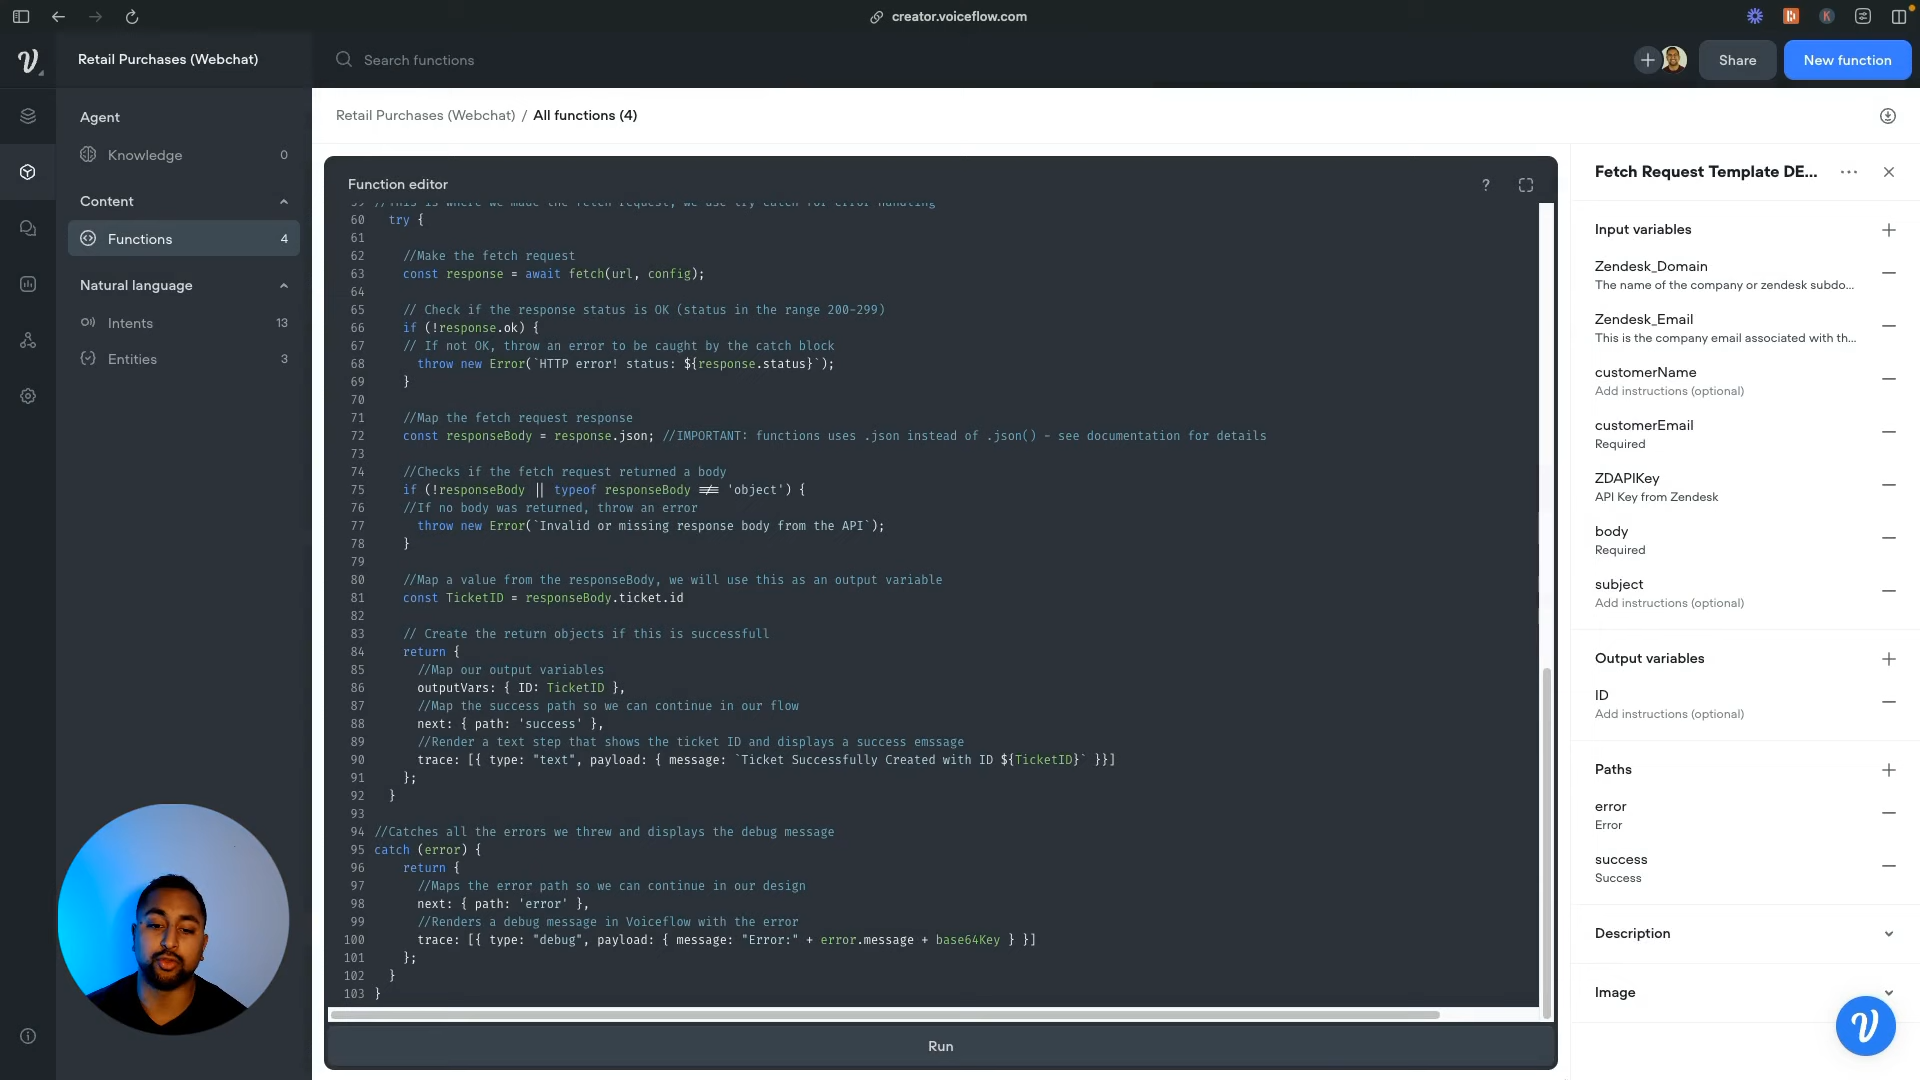 creator.voiceflow.com
K
Retail Purchases (Webchat)
Search functions
Share
New function
Agent
Knowledge 0
Content
Functions 4
Natural language
Intents 13
Entities 3
Retail Purchases (Webchat) / All functions (4)
Function editor
?
59 //This is where we made the fetch request, we use try catch for error handling
60 try {
61
62 //Make the fetch request
63 const response = await fetch(url, config);
64
65 // Check if the response status is OK (status in the range 200-299)
66 if (!response.ok) {
67 // If not OK, throw an error to be caught by the catch block
68 throw new Error(`HTTP error! status: ${response.status}`);
69 }
70
71 //Map the fetch request response
72 const responseBody = response.json; //IMPORTANT: functions uses .json instead of .json() - see documentation for details
73
74 //Checks if the fetch request returned a body
75 if (!responseBody || typeof responseBody !== 'object') {
76 //If no body was returned, throw an error
77 throw new Error(`Invalid or missing response body from the API`);
78 }
79
80 //Map a value from the responseBody, we will use this as an output variable
81 const TicketID = responseBody.ticket.id
82
83 // Create the return objects if this is successfull
84 return {
85 //Map our output variables
86 outputVars: { ID: TicketID },
87 //Map the success path so we can continue in our flow
88 next: { path: 'success' },
89 //Render a text step that shows the ticket ID and displays a success emssage
90 trace: [{ type: "text", payload: { message: `Ticket Successfully Created with ID ${TicketID}` }}]
91 };
92 }
93
94 //Catches all the errors we threw and displays the debug message
95 catch (error) {
96 return {
97 //Maps the error path so we can continue in our design
98 next: { path: 'error' },
99 //Renders a debug message in Voiceflow with the error
100 trace: [{ type: "debug", payload: { message: "Error:" + error.message + base64Key } }]
101 };
102 }
103 }
Run
Fetch Request Template DE...
Input variables
Zendesk_Domain
The name of the company or zendesk subdo...
Zendesk_Email
This is the company email associated with th...
customerName
Add instructions (optional)
customerEmail
Required
ZDAPIKey
API Key from Zendesk
body
Required
subject
Add instructions (optional)
Output variables
ID
Add instructions (optional)
Paths
error
Error
success
Success
Description
Image